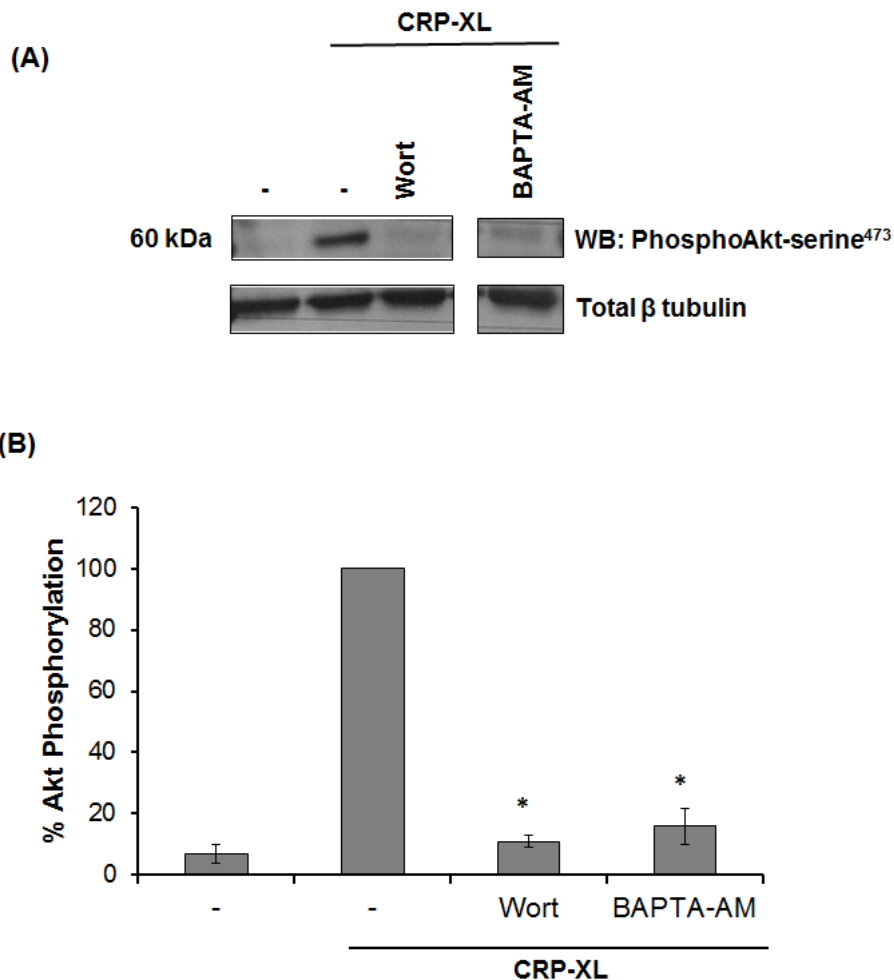 CRP-XL
(A)
- - Wort BAPTA-AM
60 kDa WB: PhosphoAkt-serine⁴⁷³
Total β tubulin
(B)
% Akt Phosphorylation
120
100
80
60
40
20
0
* *
- - Wort BAPTA-AM
CRP-XL